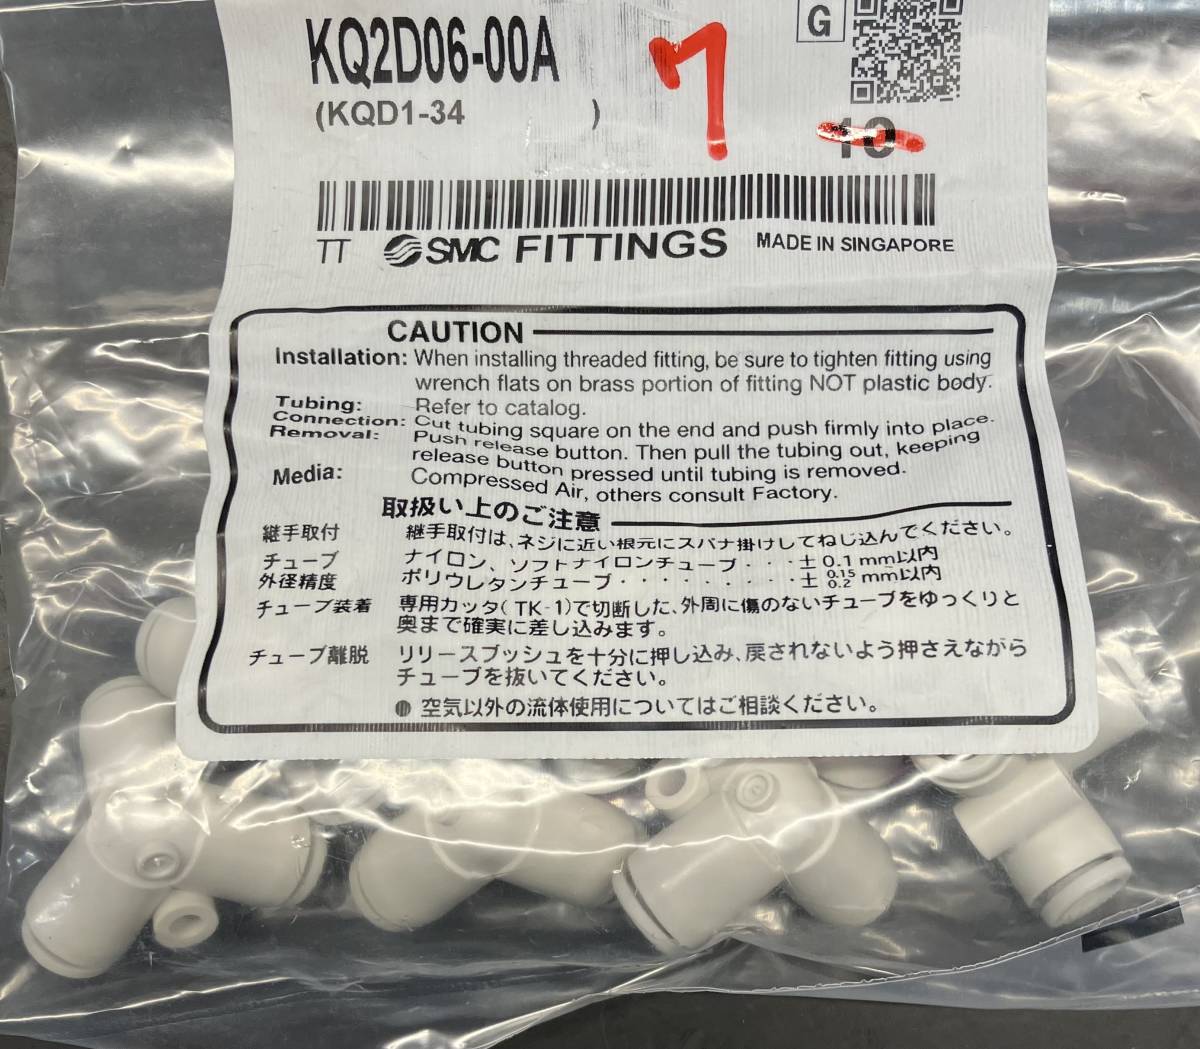 KQ2D06-00A
(KQD1-34 )
7
G
10
TT SMC FITTINGS MADE IN SINGAPORE
CAUTION
Installation: When installing threaded fitting, be sure to tighten fitting using
wrench flats on brass portion of fitting NOT plastic body.
Tubing: Refer to catalog.
Connection: Cut tubing square on the end and push firmly into place.
Removal: Push release button. Then pull the tubing out, keeping
release button pressed until tubing is removed.
Media: Compressed Air, others consult Factory.
取扱い上のご注意
継手取付 継手取付は、ネジに近い根元にスパナ掛けしてねじ込んでください。
チューブ ナイロン、ソフトナイロンチューブ・・・± 0.1 mm以内
外径精度 ポリウレタンチューブ・・・・・・・・・± 0.15 0.2 mm以内
チューブ装着 専用カッタ(TK-1)で切断した、外周に傷のないチューブをゆっくりと
奥まで確実に差し込みます。
チューブ離脱 リリースブッシュを十分に押し込み、戻されないよう押さえながら
チューブを抜いてください。
● 空気以外の流体使用についてはご相談ください。